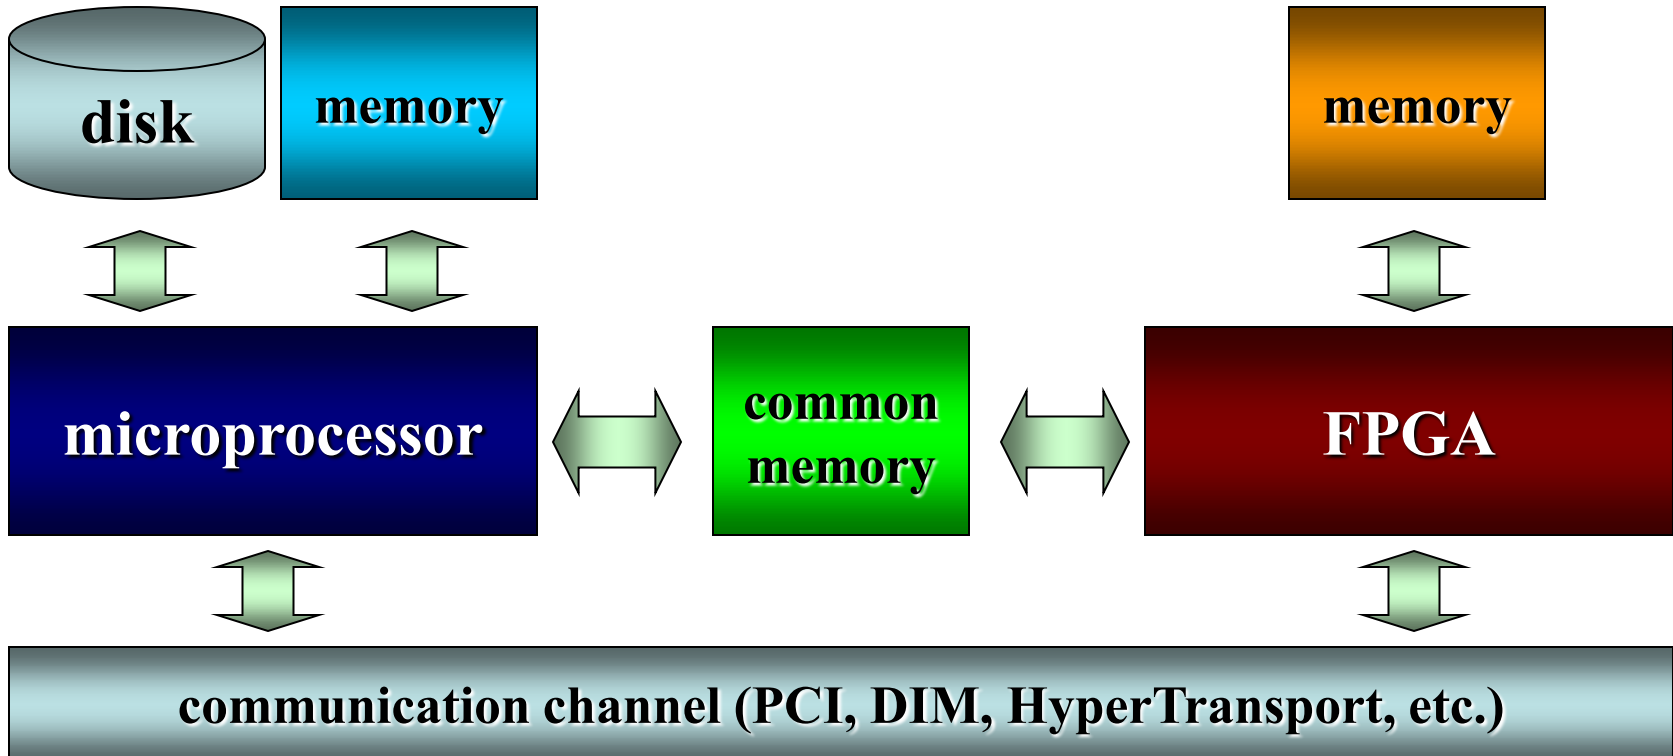 disk
memory
memory
microprocessor
common
memory
FPGA
communication channel (PCI, DIM, HyperTransport, etc.)